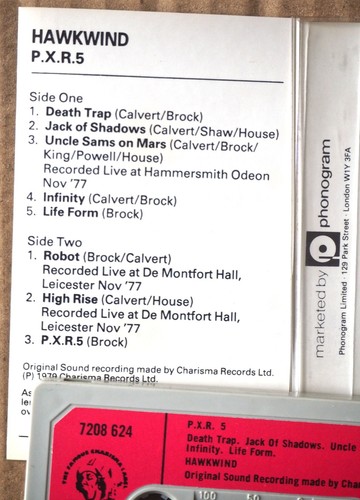 HAWKWIND
P.X.R.5
Side One
1. Death Trap (Calvert/Brock)
2. Jack of Shadows (Calvert/Shaw/House)
3. Uncle Sams on Mars (Calvert/Brock/
King/Powell/House)
Recorded Live at Hammersmith Odeon
Nov '77
4. Infinity (Calvert/Brock)
5. Life Form (Brock)
Side Two
1. Robot (Brock/Calvert)
Recorded Live at De Montfort Hall,
Leicester Nov '77
2. High Rise (Calvert/House)
Recorded Live at De Montfort Hall,
Leicester Nov '77
3. P.X.R.5 (Brock)
Original Sound recording made by Charisma Records Ltd.
(P) 1979 Charisma Records Ltd.
marketed by phonogram
Phonogram Limited · 129 Park Street · London W1Y 3FA
7208 624
THE FAMOUS CHARISMA LABEL
P.X.R. 5
Death Trap. Jack Of Shadows. Uncle
Infinity. Life Form.
HAWKWIND
Original Sound Recording made by Cha
100
50